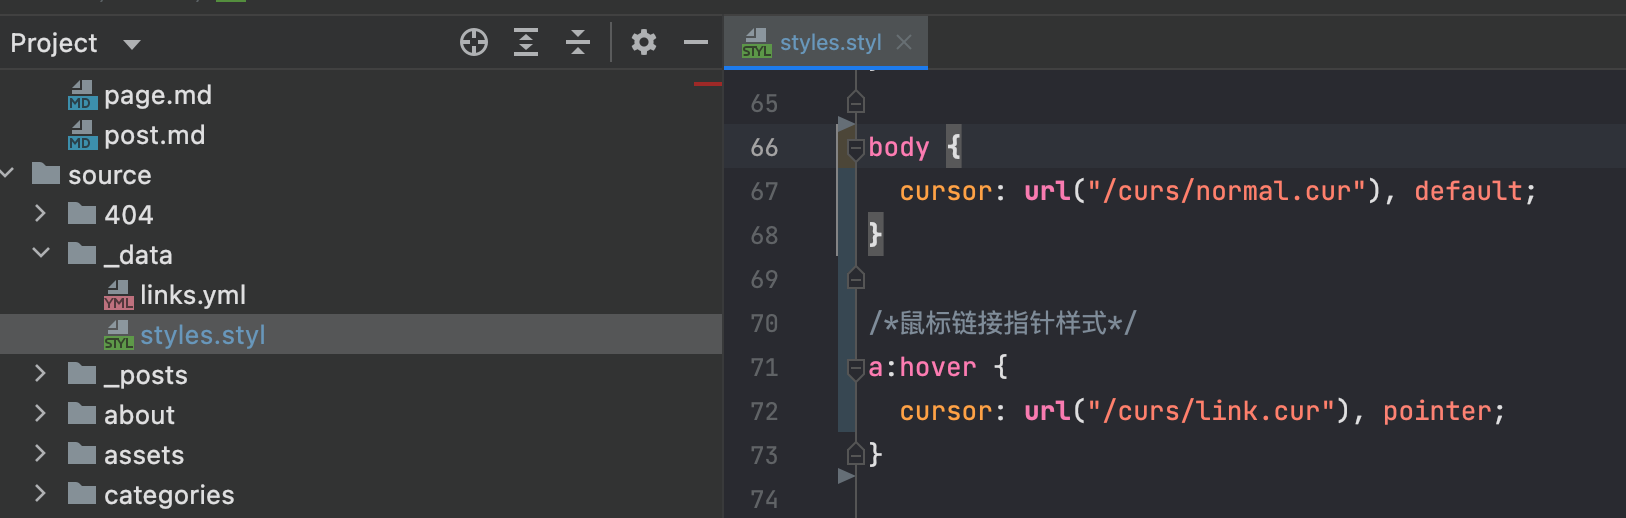 Project
styles.styl
page.md
post.md
source
404
_data
links.yml
styles.styl
_posts
about
assets
categories
MD
MD
YML
STYL
STYL
65
66 body {
67 cursor: url("/curs/normal.cur"), default;
68 }
69
70 /*鼠标链接指针样式*/
71 a:hover {
72 cursor: url("/curs/link.cur"), pointer;
73 }
74